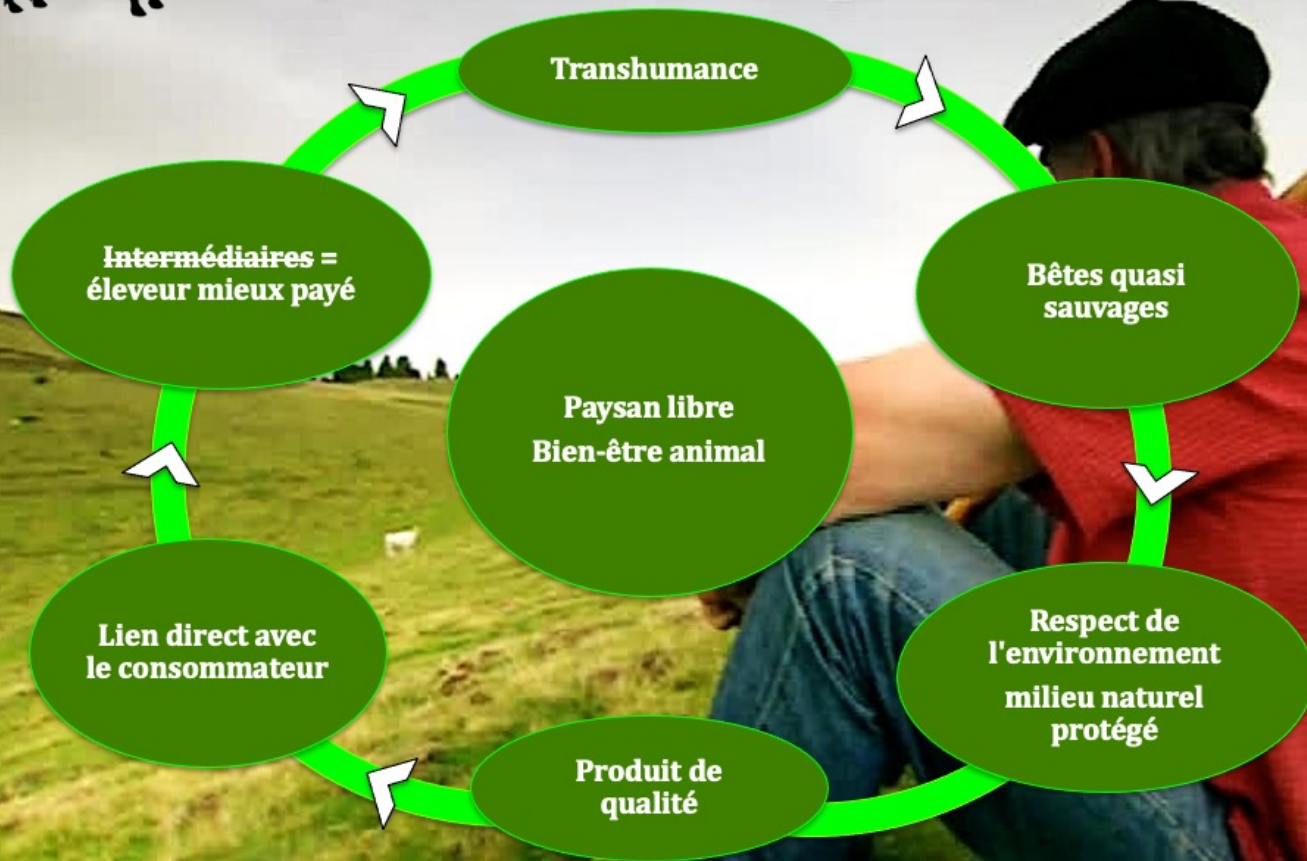 Transhumance
Bêtes quasi
sauvages
Respect de
l'environnement
milieu naturel
protégé
Produit de
qualité
Lien direct avec
le consommateur
Intermédiaires =
éleveur mieux payé
Paysan libre
Bien-être animal